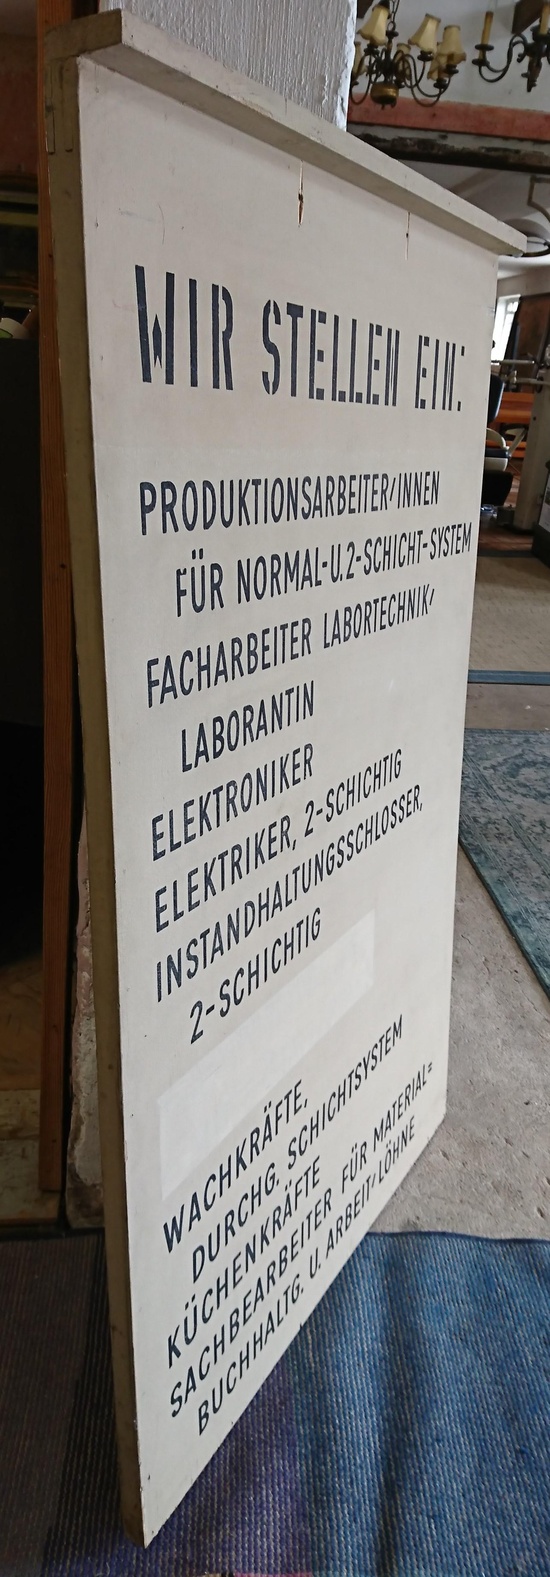 WIR STELLEN EIN:
PRODUKTIONSARBEITER/INNEN
FÜR NORMAL-U.2-SCHICHT-SYSTEM
FACHARBEITER LABORTECHNIK/
LABORANTIN
ELEKTRONIKER
ELEKTRIKER, 2-SCHICHTIG
INSTANDHALTUNGSSCHLOSSER,
2-SCHICHTIG
WACHKRÄFTE,
DURCHG. SCHICHTSYSTEM
KÜCHENKRÄFTE
SACHBEARBEITER FÜR MATERIAL=
BUCHHALTG. U. ARBEIT/LÖHNE